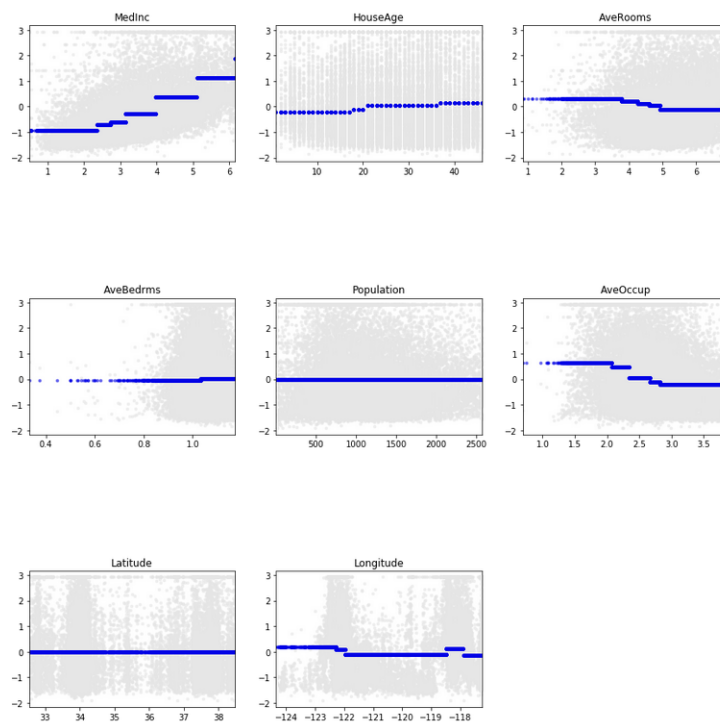 MedInc HouseAge AveRooms
3 3 3
2 2 2
1 1 1
0 0 0
−1 −1 −1
−2 −2 −2
1 2 3 4 5 6 10 20 30 40 1 2 3 4 5 6
AveBedrms Population AveOccup
3 3 3
2 2 2
1 1 1
0 0 0
−1 −1 −1
−2 −2 −2
0.4 0.6 0.8 1.0 500 1000 1500 2000 2500 1.0 1.5 2.0 2.5 3.0 3.5
Latitude Longitude
3 3
2 2
1 1
0 0
−1 −1
−2 −2
33 34 35 36 37 38 −124 −123 −122 −121 −120 −119 −118